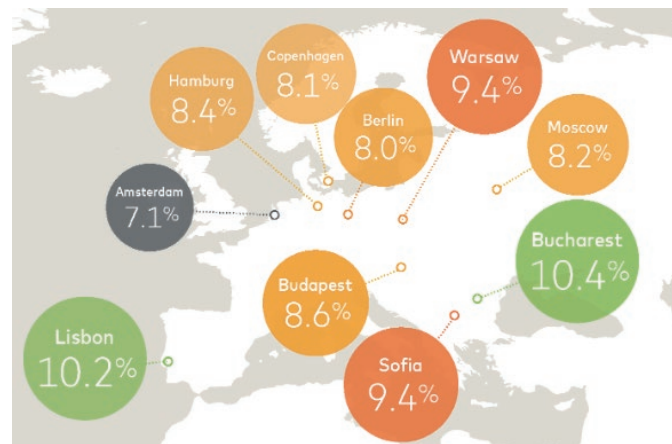 Copenhagen
8.1%
Warsaw
9.4%
Hamburg
8.4%
Berlin
8.0%
Moscow
8.2%
Amsterdam
7.1%
Bucharest
10.4%
Budapest
8.6%
Lisbon
10.2%
Sofia
9.4%